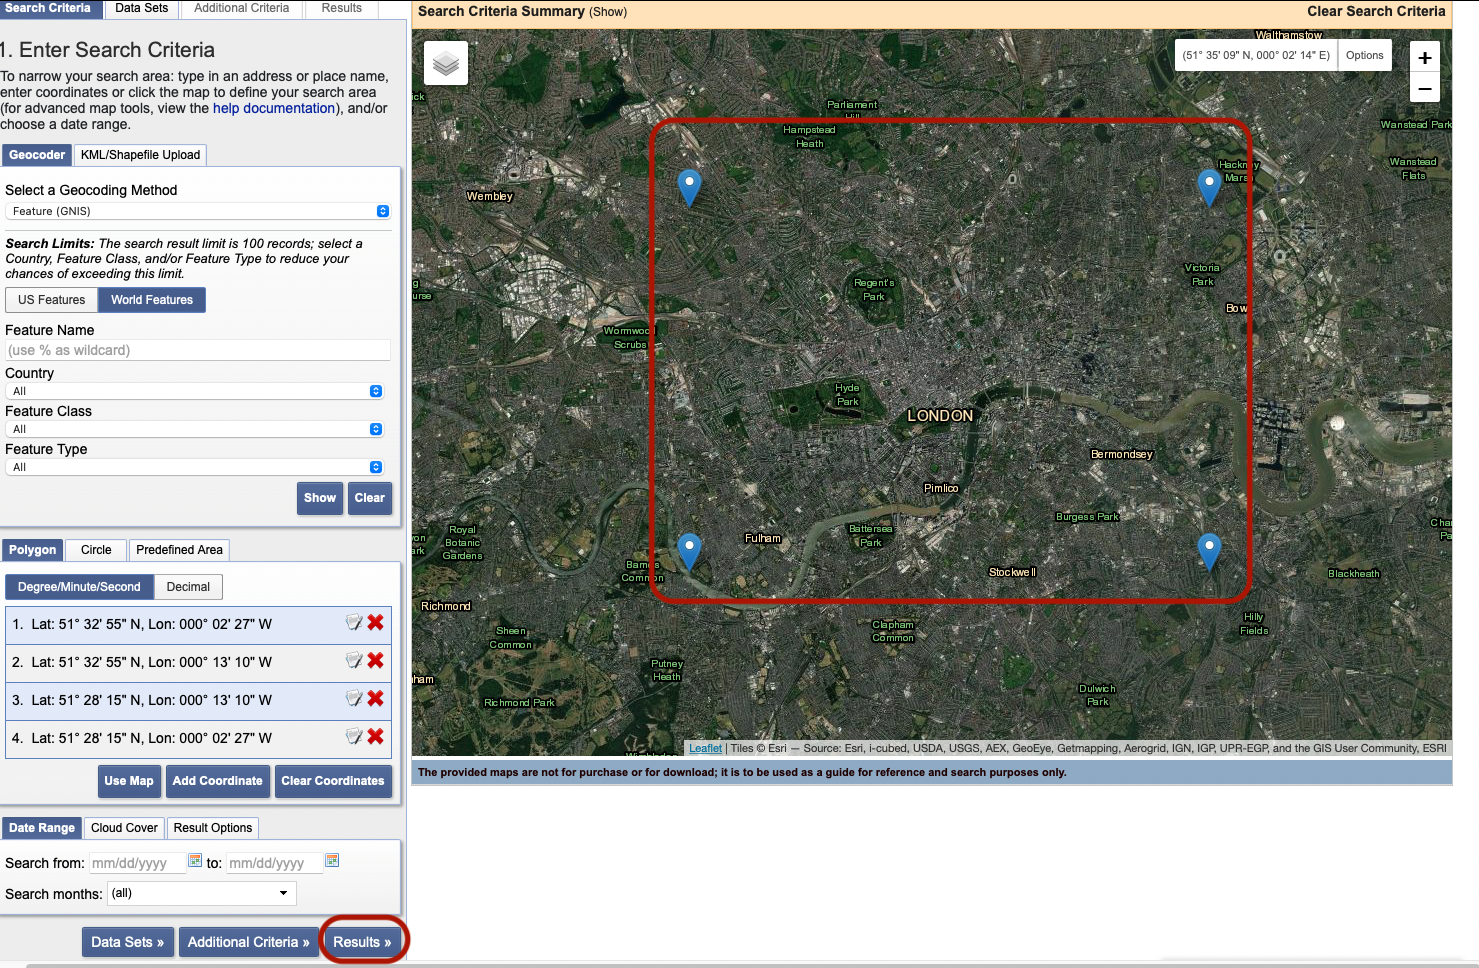 Search Criteria
Data Sets
Additional Criteria
Results
1. Enter Search Criteria
To narrow your search area: type in an address or place name,
enter coordinates or click the map to define your search area
(for advanced map tools, view the help documentation), and/or
choose a date range.
Geocoder
KML/Shapefile Upload
Select a Geocoding Method
Feature (GNIS)
Search Limits: The search result limit is 100 records; select a
Country, Feature Class, and/or Feature Type to reduce your
chances of exceeding this limit.
US Features
World Features
Feature Name
(use % as wildcard)
Country
All
Feature Class
All
Feature Type
All
Show
Clear
Polygon
Circle
Predefined Area
Degree/Minute/Second
Decimal
1. Lat: 51° 32' 55" N, Lon: 000° 02' 27" W
2. Lat: 51° 32' 55" N, Lon: 000° 13' 10" W
3. Lat: 51° 28' 15" N, Lon: 000° 13' 10" W
4. Lat: 51° 28' 15" N, Lon: 000° 02' 27" W
Use Map
Add Coordinate
Clear Coordinates
Date Range
Cloud Cover
Result Options
Search from: mm/dd/yyyy to: mm/dd/yyyy
Search months: (all)
Data Sets »
Additional Criteria »
Results »
Search Criteria Summary (Show)
Clear Search Criteria
Walthamstow
(51° 35' 09" N, 000° 02' 14" E)
Options
+
−
Parliament
Hill
Hampstead
Heath
Wanstead Park
Wanstead
Flats
Hackney
Marsh
Wembley
Victoria
Park
Regent's
Park
Bow
Wormwood
Scrubs
Hyde
Park
LONDON
Bermondsey
Pimlico
Burgess Park
Royal
Botanic
Gardens
Battersea
Park
Fulham
Barnes
Common
Stockwell
Blackheath
Richmond
Hilly
Fields
Sheen
Common
Clapham
Common
Putney
Heath
Richmond Park
Dulwich
Park
Leaflet | Tiles © Esri — Source: Esri, i-cubed, USDA, USGS, AEX, GeoEye, Getmapping, Aerogrid, IGN, IGP, UPR-EGP, and the GIS User Community, ESRI
The provided maps are not for purchase or for download; it is to be used as a guide for reference and search purposes only.